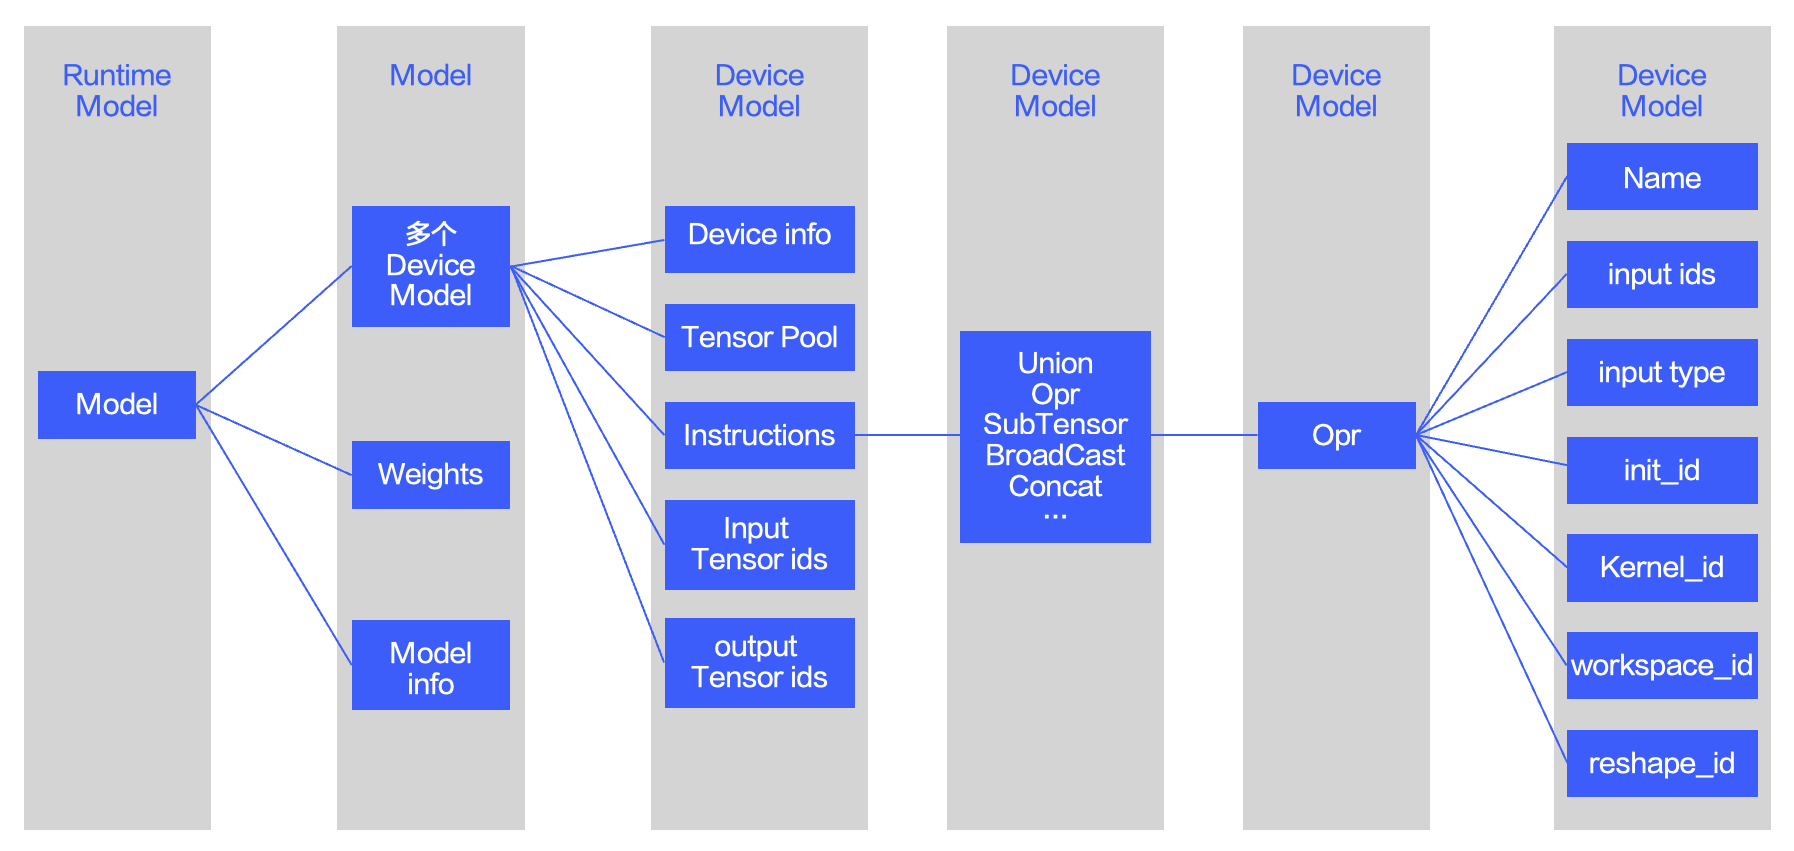 Runtime
Model
Model
Model
多个
Device
Model
Weights
Model
info
Device
Model
Device info
Tensor Pool
Instructions
Input
Tensor ids
output
Tensor ids
Device
Model
Union
Opr
SubTensor
BroadCast
Concat
...
Device
Model
Opr
Device
Model
Name
input ids
input type
init_id
Kernel_id
workspace_id
reshape_id